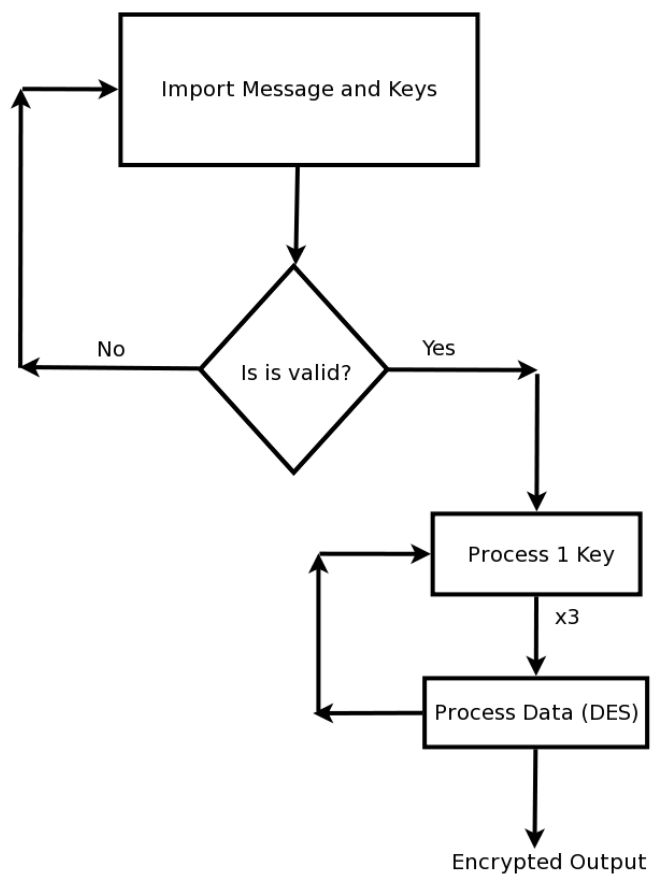 Import Message and Keys
Is is valid?
No
Yes
Process 1 Key
x3
Process Data (DES)
Encrypted Output